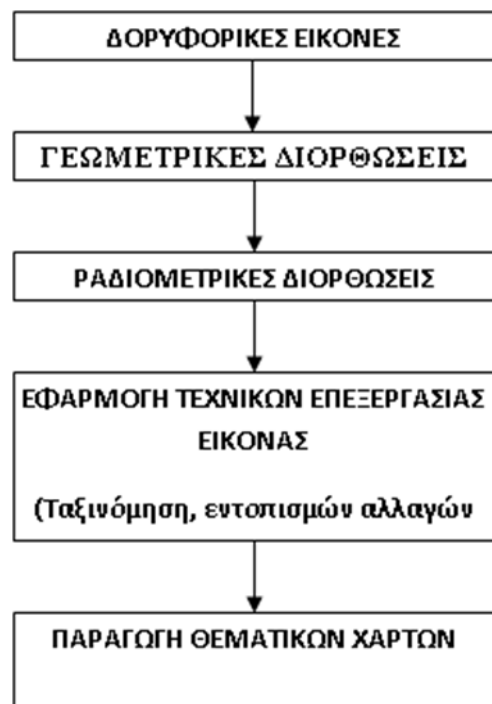 ΔΟΡΥΦΟΡΙΚΕΣ ΕΙΚΟΝΕΣ
ΓΕΩΜΕΤΡΙΚΕΣ ΔΙΟΡΘΩΣΕΙΣ
ΡΑΔΙΟΜΕΤΡΙΚΕΣ ΔΙΟΡΘΩΣΕΙΣ
ΕΦΑΡΜΟΓΗ ΤΕΧΝΙΚΩΝ ΕΠΕΞΕΡΓΑΣΙΑΣ
ΕΙΚΟΝΑΣ
(Ταξινόμηση, εντοπισμών αλλαγών
ΠΑΡΑΓΩΓΗ ΘΕΜΑΤΙΚΩΝ ΧΑΡΤΩΝ